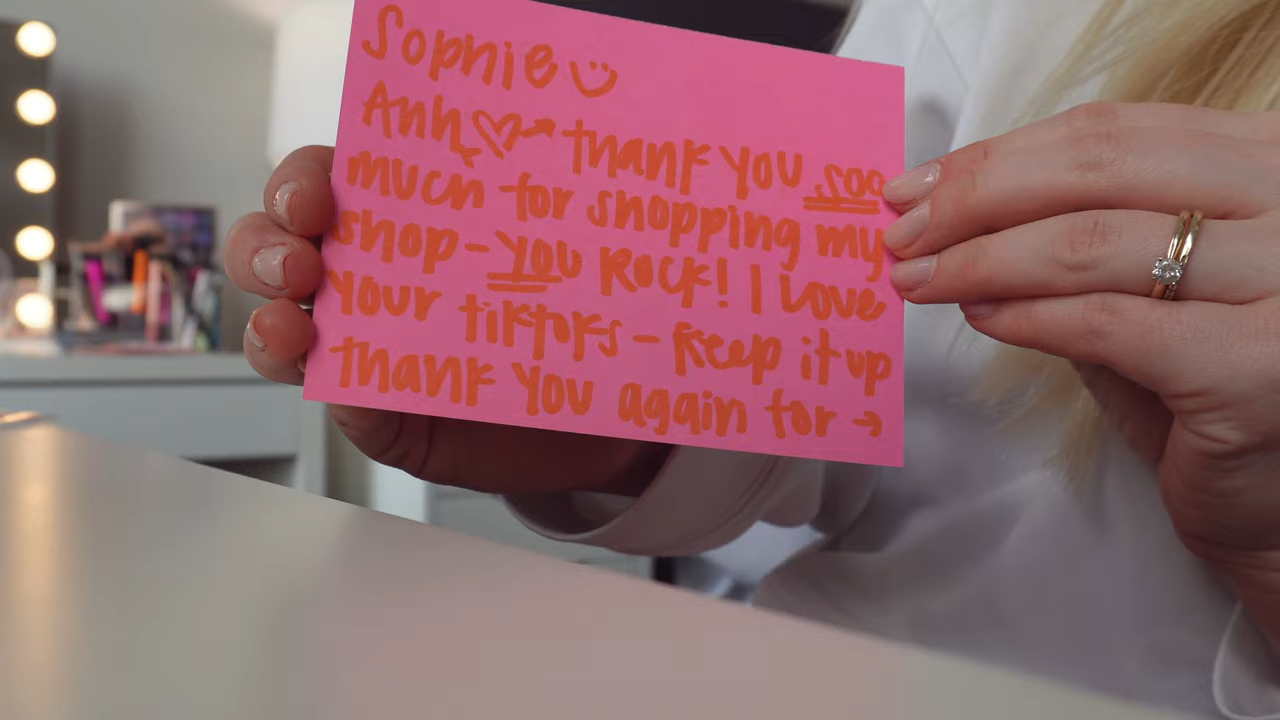 Sophie
Ahh thank you soo
much for shopping my
shop - you Rock! I love
your tiktoks - keep it up
thank you again for →